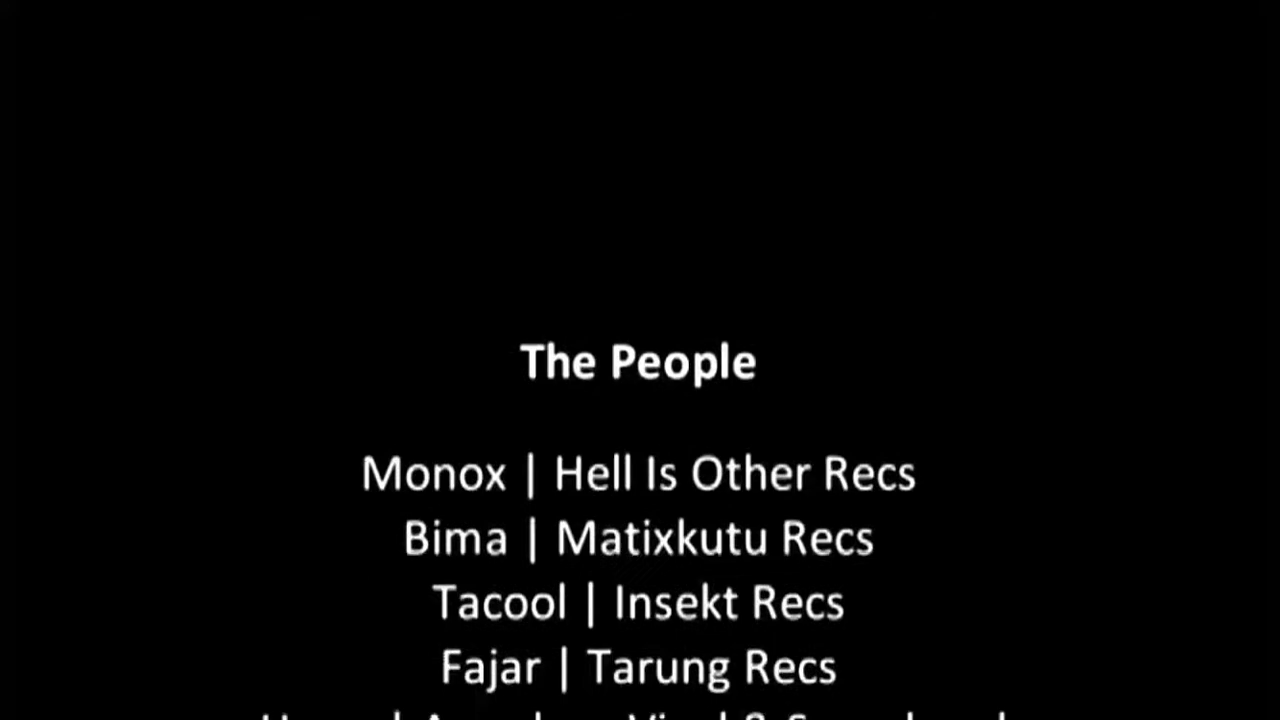 The People
Monox | Hell Is Other Recs
Bima | Matixkutu Recs
Tacool | Insekt Recs
Fajar | Tarung Recs